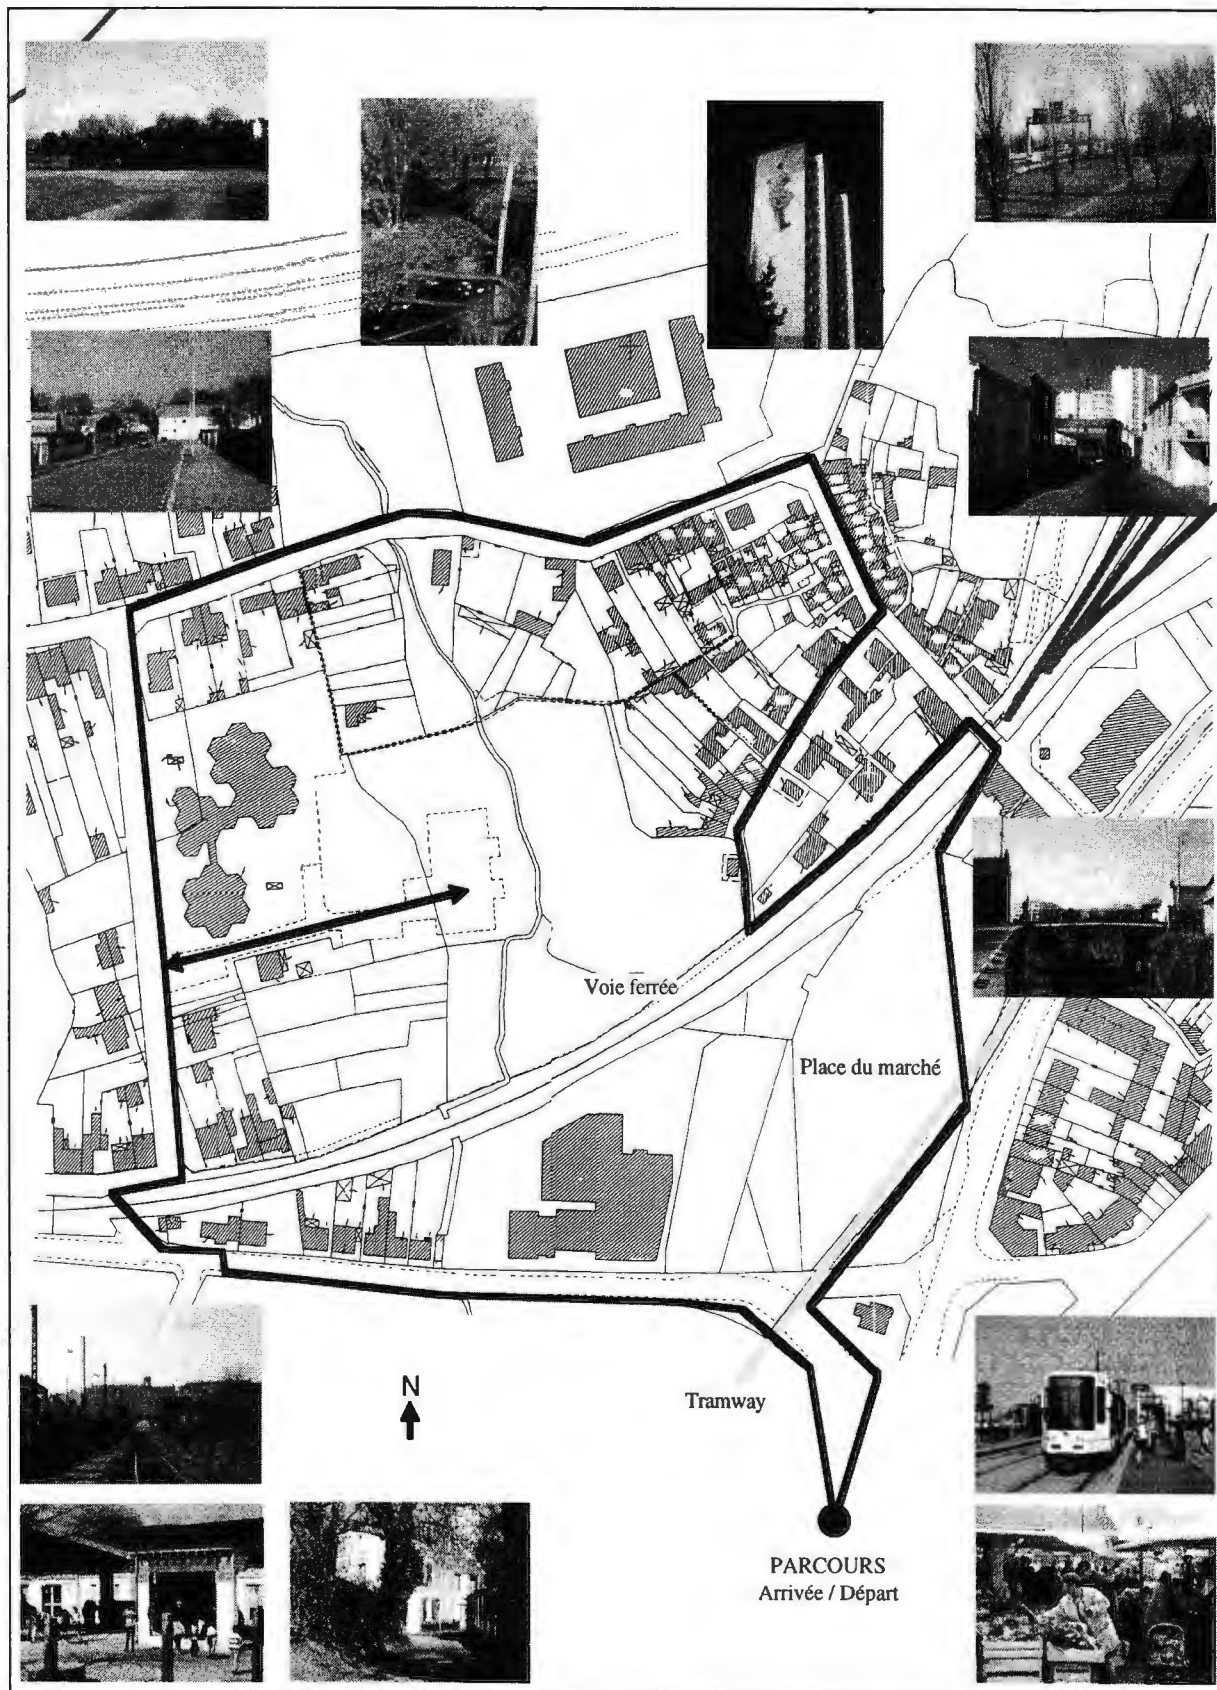 Voie ferrée
Place du marché
N
Tramway
PARCOURS
Arrivée / Départ